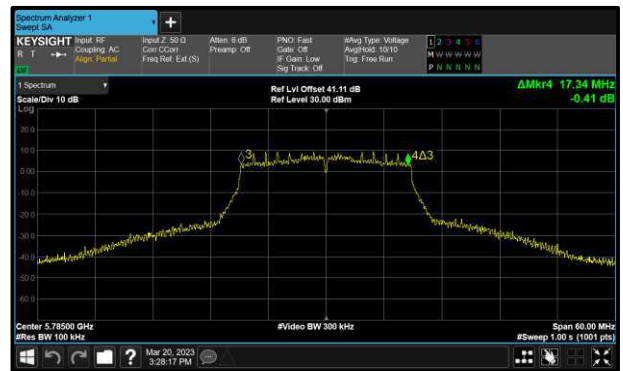 Spectrum Analyzer 1
Swept SA
+
KEYSIGHT Input: RF Input Z: 50 Ω Atten: 6 dB PNO: Fast #Avg Type: Voltage 1 2 3 4 5 6
R T Coupling: AC Corr CCorr Preamp: Off Gate: Off Avg|Hold: 10/10 M W W W W W
Align: Partial Freq Ref: Ext (S) IF Gain: Low Trig: Free Run
Sig Track: Off P N N N N N
1 Spectrum Ref Lvl Offset 41.11 dB ΔMkr4 17.34 MHz
Scale/Div 10 dB Ref Level 30.00 dBm -0.41 dB
Log
20.0
10.0
0.00
-10.0
-20.0
-30.0
-40.0
-50.0
-60.0
3
4Δ3
Center 5.78500 GHz #Video BW 300 kHz Span 60.00 MHz
#Res BW 100 kHz #Sweep 1.00 s (1001 pts)
? Mar 20, 2023
3:28:17 PM